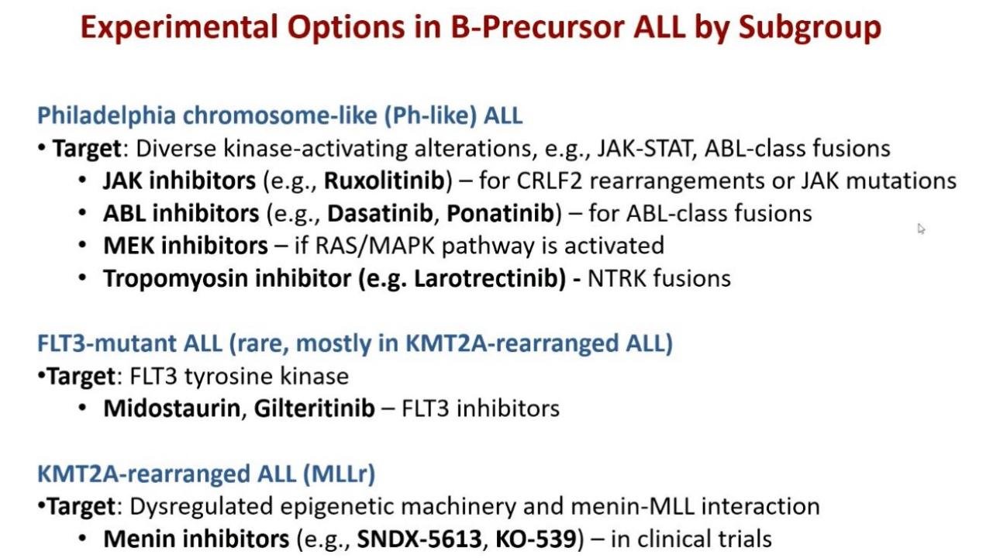 Experimental Options in B-Precursor ALL by Subgroup
Philadelphia chromosome-like (Ph-like) ALL
• Target: Diverse kinase-activating alterations, e.g., JAK-STAT, ABL-class fusions
• JAK inhibitors (e.g., Ruxolitinib) – for CRLF2 rearrangements or JAK mutations
• ABL inhibitors (e.g., Dasatinib, Ponatinib) – for ABL-class fusions
• MEK inhibitors – if RAS/MAPK pathway is activated
• Tropomyosin inhibitor (e.g. Larotrectinib) - NTRK fusions
FLT3-mutant ALL (rare, mostly in KMT2A-rearranged ALL)
•Target: FLT3 tyrosine kinase
• Midostaurin, Gilteritinib – FLT3 inhibitors
KMT2A-rearranged ALL (MLLr)
•Target: Dysregulated epigenetic machinery and menin-MLL interaction
• Menin inhibitors (e.g., SNDX-5613, KO-539) – in clinical trials